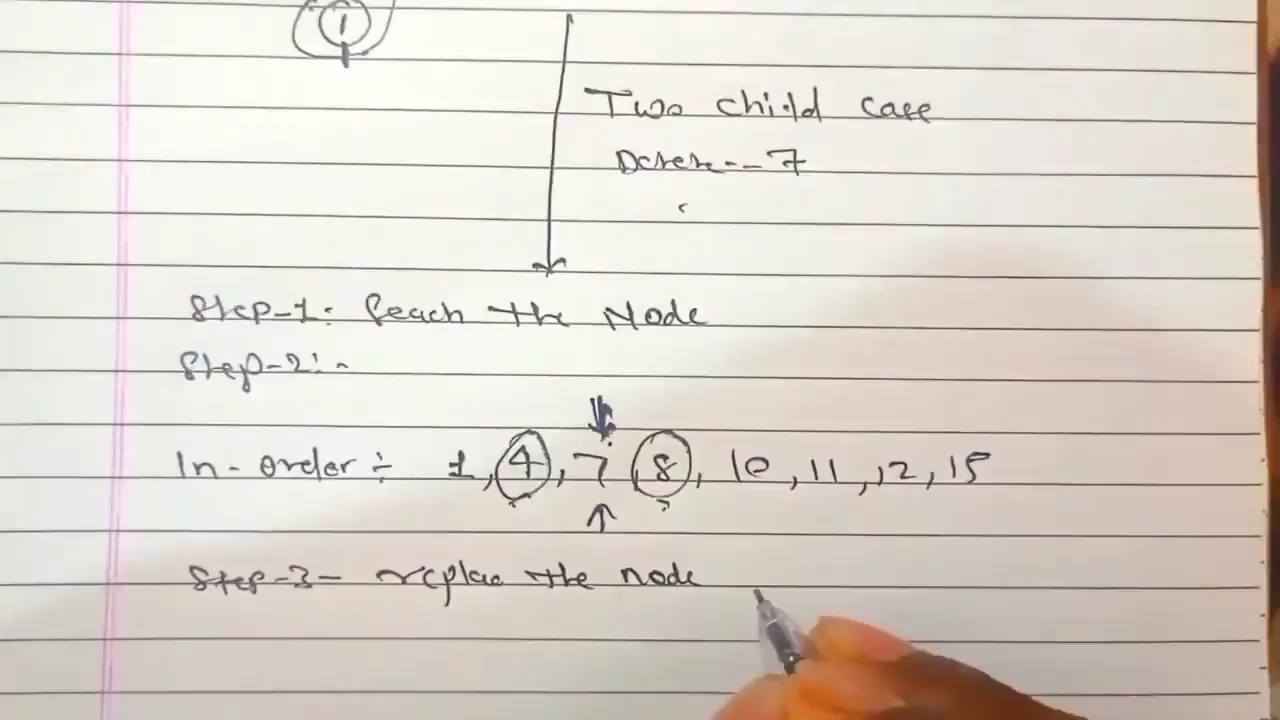 1
Two child case
Delete-- 7
Step-1: Reach the Node
Step-2:-
In-order ÷ 1, 4, 7, 8, 10, 11, 12, 15
Step-3- replac the node